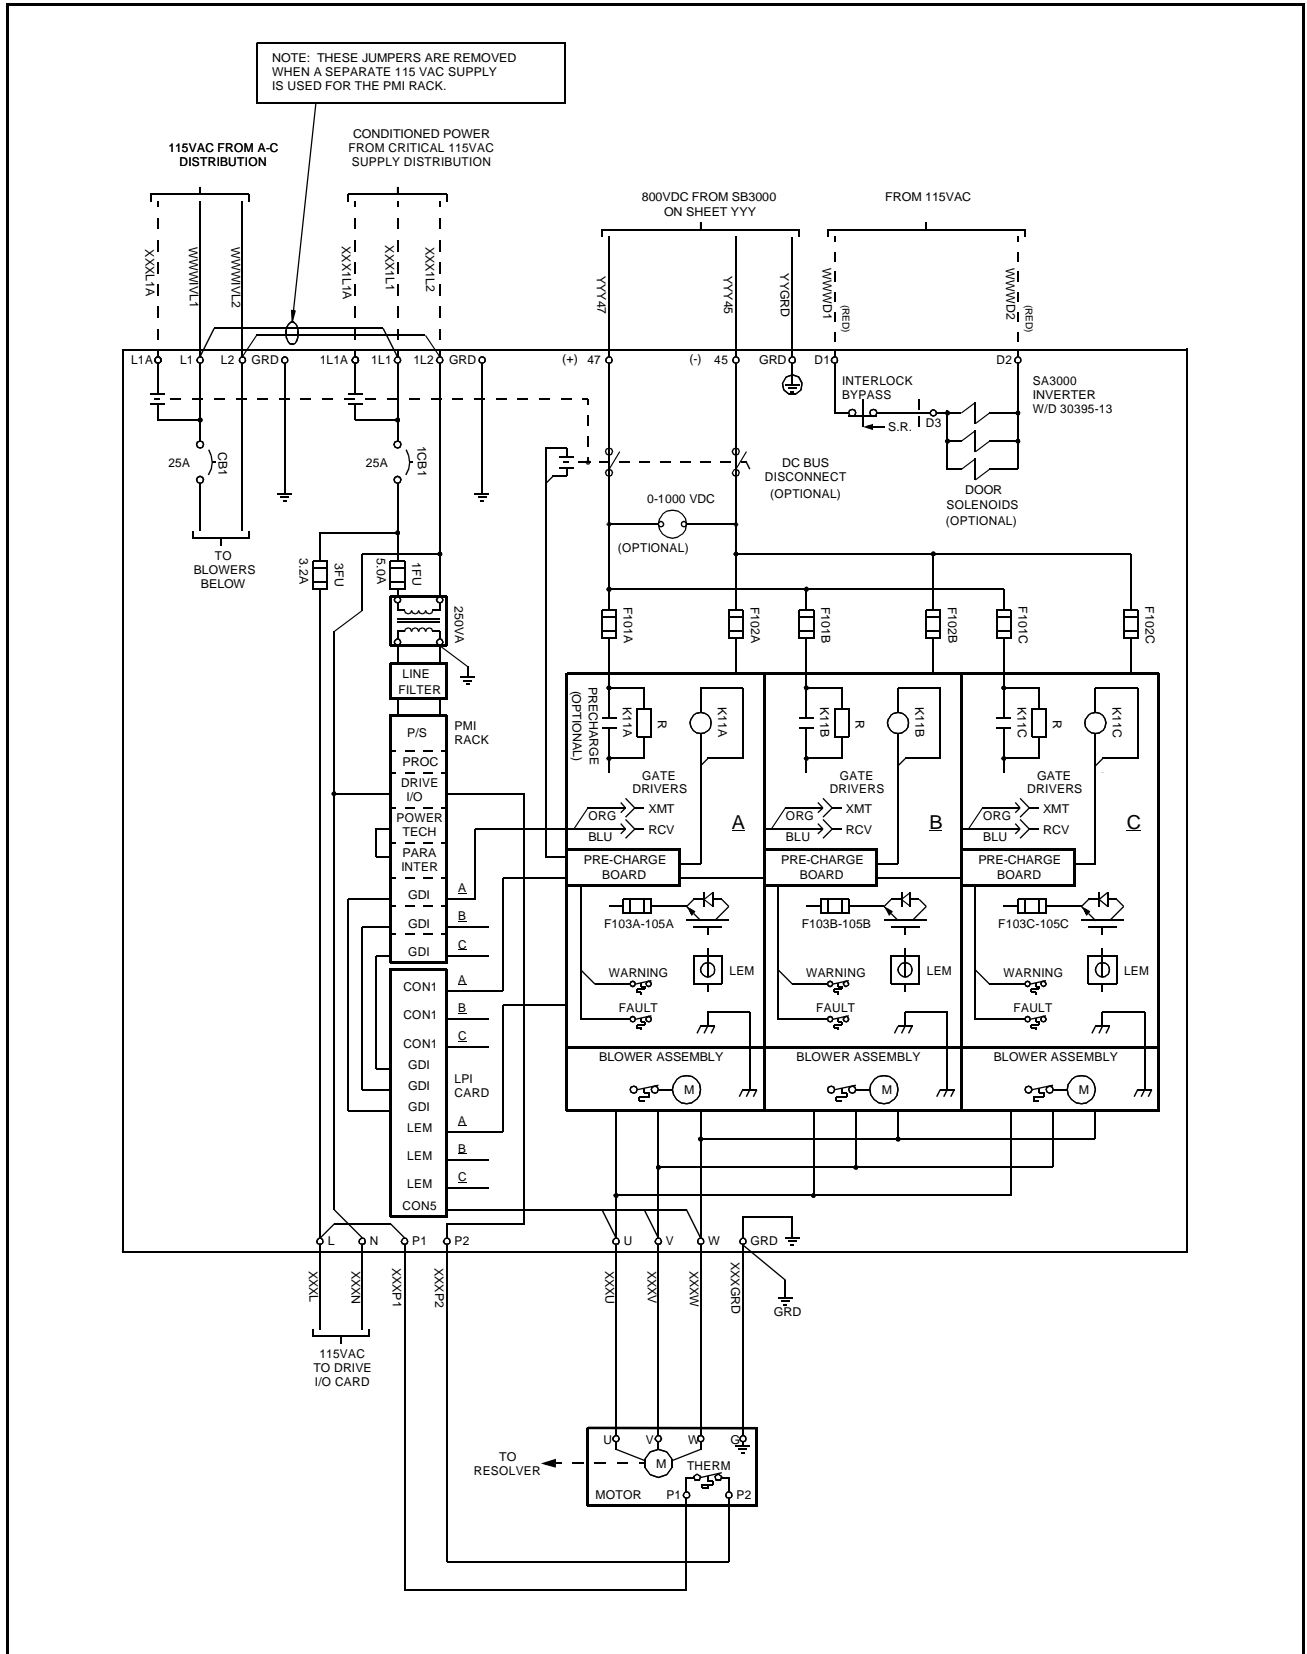 NOTE: THESE JUMPERS ARE REMOVED
WHEN A SEPARATE 115 VAC SUPPLY
IS USED FOR THE PMI RACK.
115VAC FROM A-C
DISTRIBUTION
CONDITIONED POWER
FROM CRITICAL 115VAC
SUPPLY DISTRIBUTION
800VDC FROM SB3000
ON SHEET YYY
FROM 115VAC
XXXL1A
WWWIVL1
WWWIVL2
XXX1L1A
XXX1L1
XXX1L2
YYY47
YYY45
YYGRD
WWWD1
(RED)
WWWD2
(RED)
L1A
L1
L2
GRD
1L1A
1L1
1L2
GRD
(+) 47
(-) 45
GRD
D1
D2
INTERLOCK
BYPASS
S.R.
D3
SA3000
INVERTER
W/D 30395-13
25A
CB1
25A
1CB1
DC BUS
DISCONNECT
(OPTIONAL)
DOOR
SOLENOIDS
(OPTIONAL)
0-1000 VDC
(OPTIONAL)
TO
BLOWERS
BELOW
3.2A
3FU
5.0A
1FU
250VA
F101A
F102A
F101B
F102B
F101C
F102C
LINE
FILTER
PMI
RACK
P/S
PROC
DRIVE
I/O
POWER
TECH
PARA
INTER
GDI
A
GDI
B
GDI
C
PRECHARGE
(OPTIONAL)
K11A
R
K11A
K11B
R
K11B
K11C
R
K11C
GATE
DRIVERS
ORG
XMT
BLU
RCV
A
GATE
DRIVERS
ORG
XMT
BLU
RCV
B
GATE
DRIVERS
ORG
XMT
BLU
RCV
C
PRE-CHARGE
BOARD
PRE-CHARGE
BOARD
PRE-CHARGE
BOARD
F103A-105A
F103B-105B
F103C-105C
WARNING
LEM
FAULT
WARNING
LEM
FAULT
WARNING
LEM
FAULT
CON1
A
CON1
B
CON1
C
GDI
GDI
GDI
LPI
CARD
LEM
A
LEM
B
LEM
C
CON5
BLOWER ASSEMBLY
M
BLOWER ASSEMBLY
M
BLOWER ASSEMBLY
M
L
N
P1
P2
U
V
W
GRD
XXXL
XXXN
XXXP1
XXXP2
XXXU
XXXV
XXXW
XXXGRD
GRD
115VAC
TO DRIVE
I/O CARD
TO
RESOLVER
U
V
W
G
M
THERM
MOTOR
P1
P2